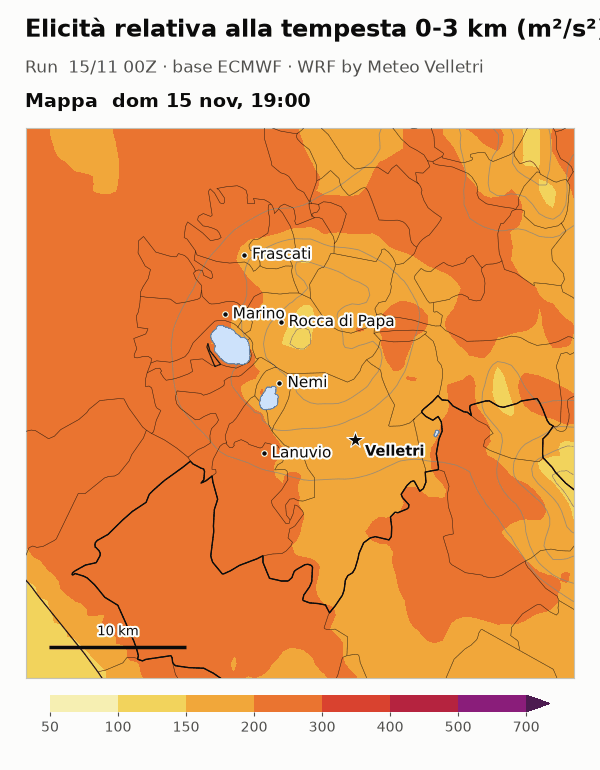 Elicità relativa alla tempesta 0-3 km (m²/s²)
Run  15/11 00Z · base ECMWF · WRF by Meteo Velletri
Mappa  dom 15 nov, 19:00
Frascati
Marino
Rocca di Papa
Nemi
Velletri
Lanuvio
10 km
50 100 150 200 300 400 500 700